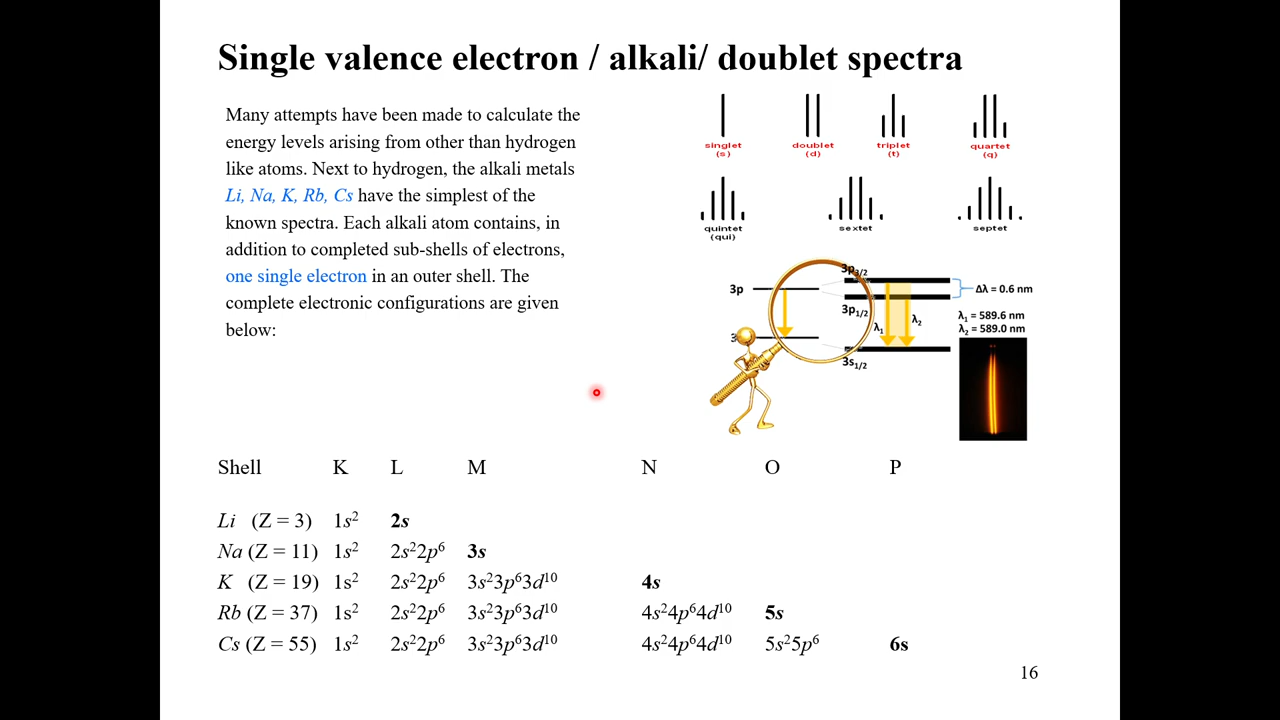 Single valence electron / alkali/ doublet spectra
Many attempts have been made to calculate the
energy levels arising from other than hydrogen
like atoms. Next to hydrogen, the alkali metals
Li, Na, K, Rb, Cs have the simplest of the
known spectra. Each alkali atom contains, in
addition to completed sub-shells of electrons,
one single electron in an outer shell. The
complete electronic configurations are given
below:
singlet doublet triplet quartet
(s) (d) (t) (q)
quintet sextet septet
(qui)
3p₃/₂
3p Δλ = 0.6 nm
3p₁/₂
λ₁ = 589.6 nm
λ₁ λ₂
λ₂ = 589.0 nm
3s₁/₂
Shell K L M N O P
Li (Z = 3) 1s² 2s
Na (Z = 11) 1s² 2s²2p⁶ 3s
K (Z = 19) 1s² 2s²2p⁶ 3s²3p⁶3d¹⁰ 4s
Rb (Z = 37) 1s² 2s²2p⁶ 3s²3p⁶3d¹⁰ 4s²4p⁶4d¹⁰ 5s
Cs (Z = 55) 1s² 2s²2p⁶ 3s²3p⁶3d¹⁰ 4s²4p⁶4d¹⁰ 5s²5p⁶ 6s
16